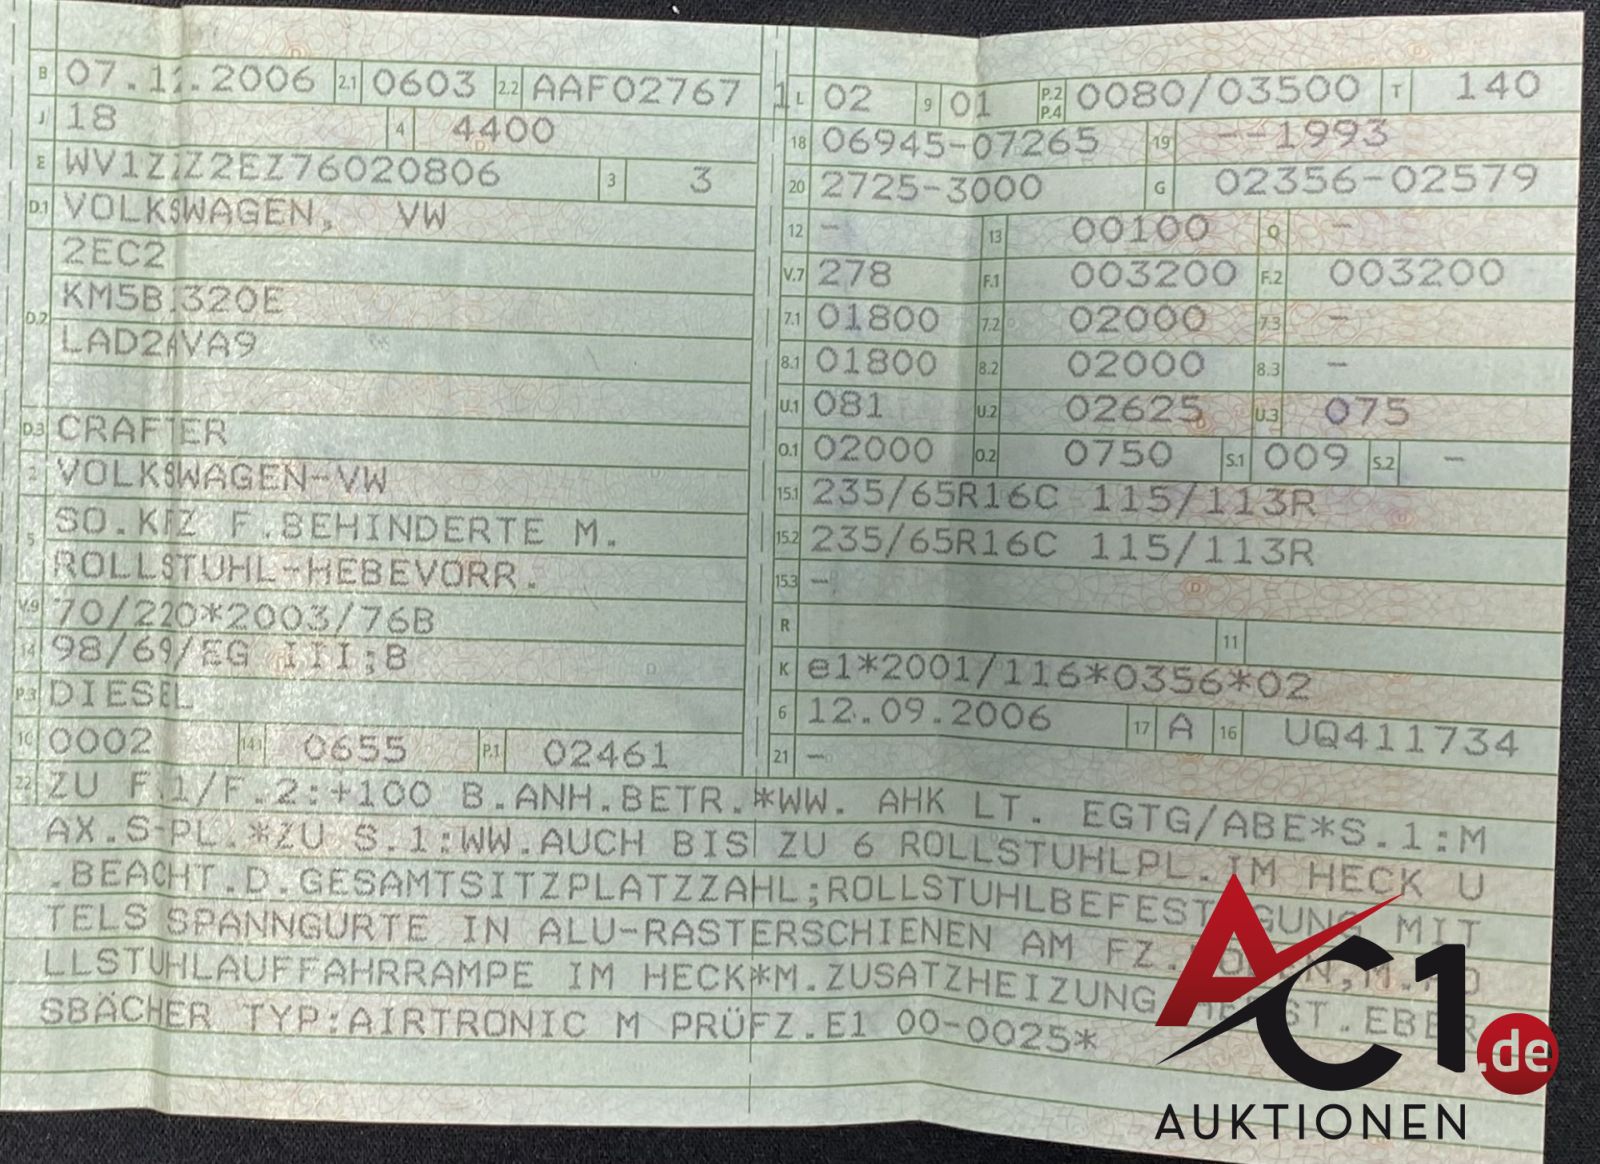 B 07.12.2006 2.1 0603 2.2 AAF02767
J 18 4 4400
E WV1ZZZ2EZ76020806 3 3
D.1 VOLKSWAGEN, VW
2EC2
D.2 KM5B320E
LAD2AVA9
D.3 CRAFTER
2 VOLKSWAGEN-VW
5 SO.KFZ F.BEHINDERTE M.
ROLLSTUHL-HEBEVORR.
V.9 70/220*2003/76B
14 98/69/EG III;B
P.3 DIESEL
10 0002 14.1 0655 P.1 02461
L 02 9 01 P.2 P.4 0080/03500 T 140
18 06945-07265 19 --1993
20 2725-3000 G 02356-02579
12 - 13 00100 Q -
V.7 278 F.1 003200 F.2 003200
7.1 01800 7.2 02000 7.3 -
8.1 01800 8.2 02000 8.3 -
U.1 081 U.2 02625 U.3 075
O.1 02000 O.2 0750 S.1 009 S.2 -
15.1 235/65R16C 115/113R
15.2 235/65R16C 115/113R
15.3 -
R 11
K e1*2001/116*0356*02
6 12.09.2006 17 A 16 UQ411734
21 -
22 ZU F.1/F.2:+100 B.ANH.BETR.*WW. AHK LT. EGTG/ABE*S.1:M
AX.S-PL.*ZU S.1:WW.AUCH BIS ZU 6 ROLLSTUHLPL.IM HECK U
.BEACHT.D.GESAMTSITZPLATZZAHL;ROLLSTUHLBEFESTIGUNG MIT
TELS SPANNGURTE IN ALU-RASTERSCHIENEN AM FZ.
LLSTUHLAUFFAHRRAMPE IM HECK*M.ZUSATZHEIZUNG EBER
SBÄCHER TYP:AIRTRONIC M PRÜFZ.E1 00-0025*
AC1.de
AUKTIONEN